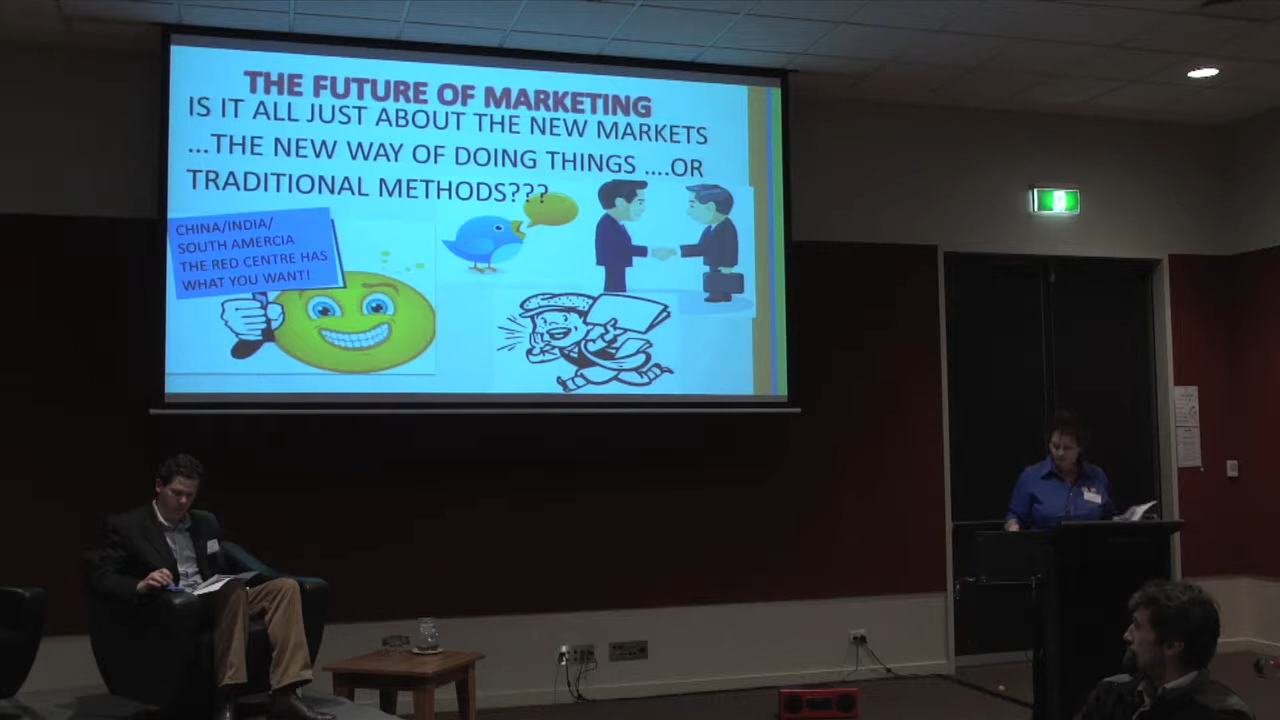 THE FUTURE OF MARKETING
IS IT ALL JUST ABOUT THE NEW MARKETS
...THE NEW WAY OF DOING THINGS ....OR
TRADITIONAL METHODS???
CHINA/INDIA/
SOUTH AMERCIA
THE RED CENTRE HAS
WHAT YOU WANT!